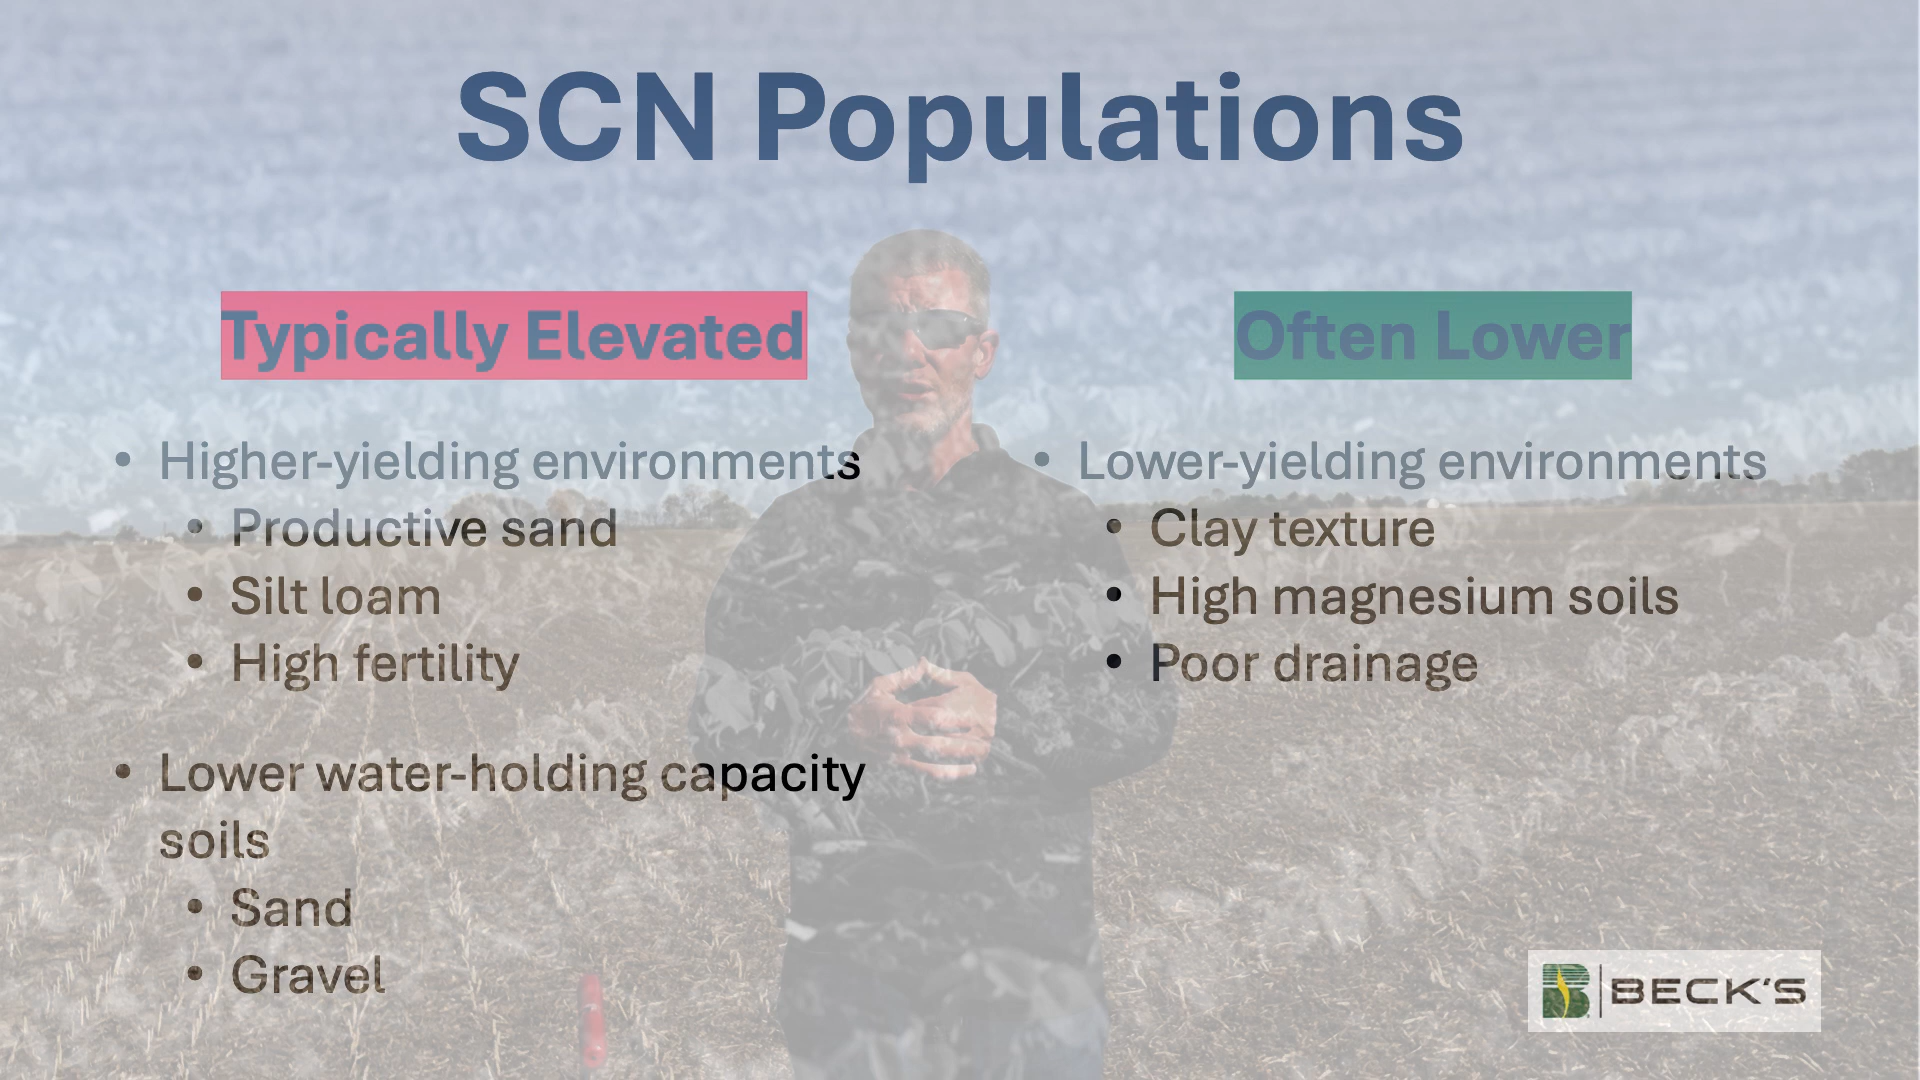 SCN Populations
Typically Elevated
• Higher-yielding environments
• Productive sand
• Silt loam
• High fertility
• Lower water-holding capacity
soils
• Sand
• Gravel
Often Lower
• Lower-yielding environments
• Clay texture
• High magnesium soils
• Poor drainage
BECK'S